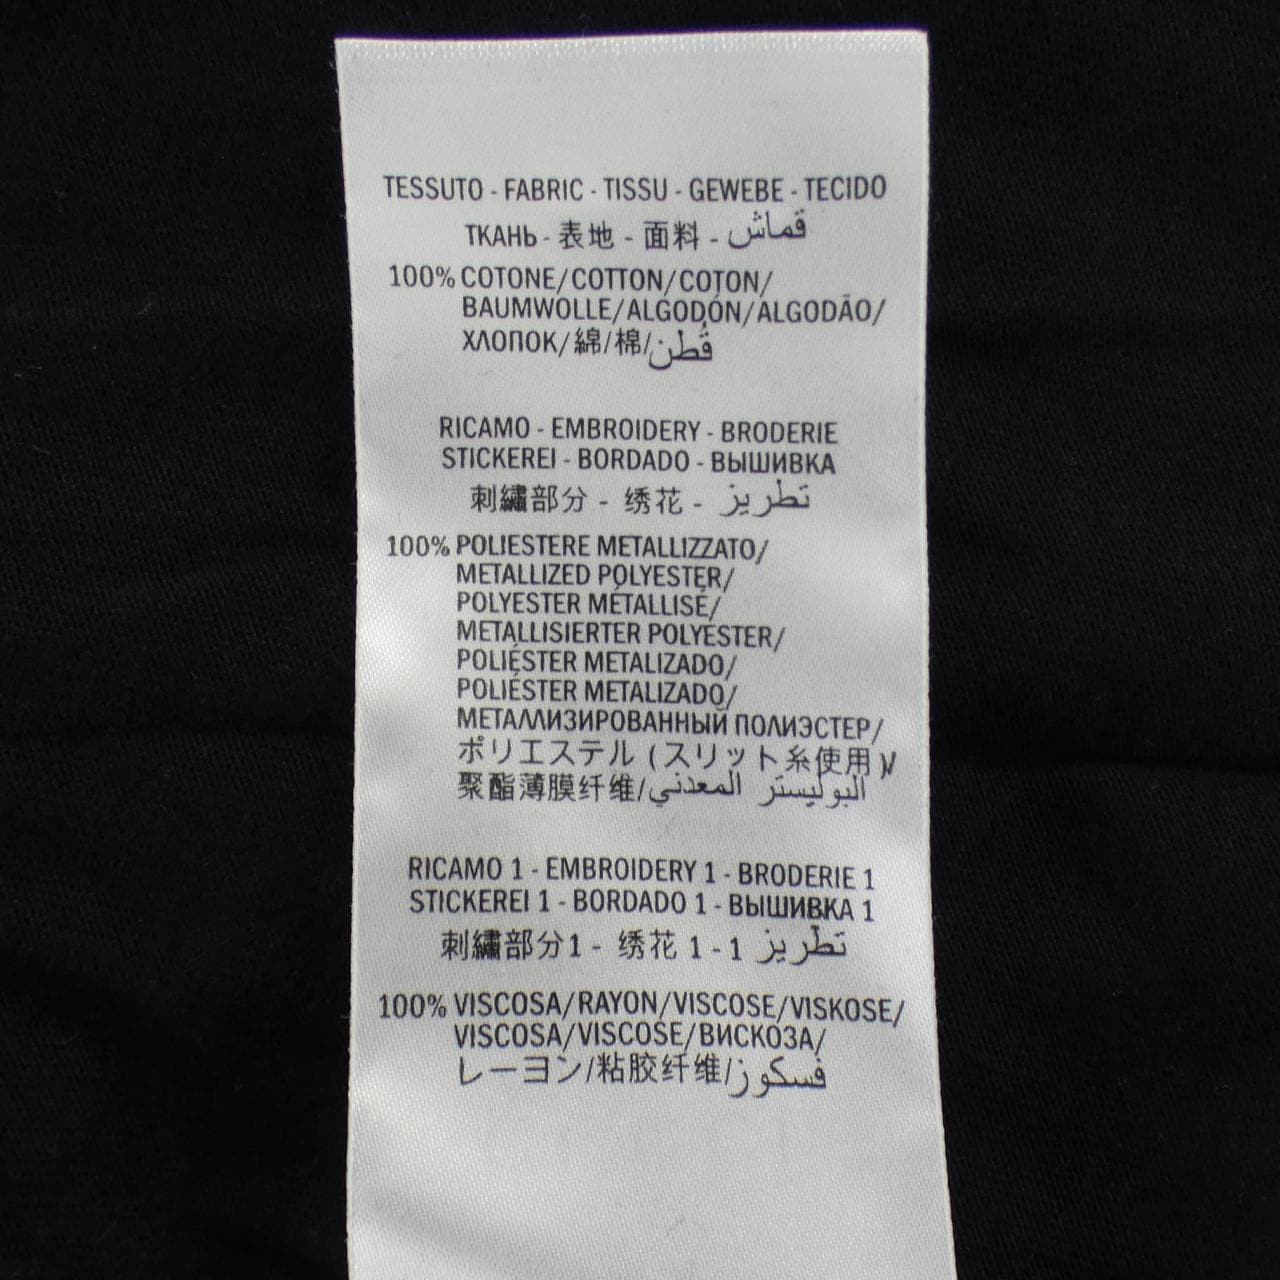 TESSUTO - FABRIC - TISSU - GEWEBE - TECIDO
ТКАНЬ - 表地 - 面料 - قماش
100% COTONE/COTTON/COTON/
BAUMWOLLE/ALGODÓN/ALGODÃO/
ХЛОПОК/綿/棉/قُطن
RICAMO - EMBROIDERY - BRODERIE
STICKEREI - BORDADO - ВЫШИВКА
刺繍部分 - 绣花 - تطريز
100% POLIESTERE METALLIZZATO/
METALLIZED POLYESTER/
POLYESTER MÉTALLISÉ/
METALLISIERTER POLYESTER/
POLIÉSTER METALIZADO/
POLIÉSTER METALIZADO/
МЕТАЛЛИЗИРОВАННЫЙ ПОЛИЭСТЕР/
ポリエステル (スリット糸使用)/
聚酯薄膜纤维/البوليستر المعدني
RICAMO 1 - EMBROIDERY 1 - BRODERIE 1
STICKEREI 1 - BORDADO 1 - ВЫШИВКА 1
刺繍部分1 - 绣花 1 - 1 تطريز
100% VISCOSA/RAYON/VISCOSE/VISKOSE/
VISCOSA/VISCOSE/ВИСКОЗА/
レーヨン/粘胶纤维/فسكوز